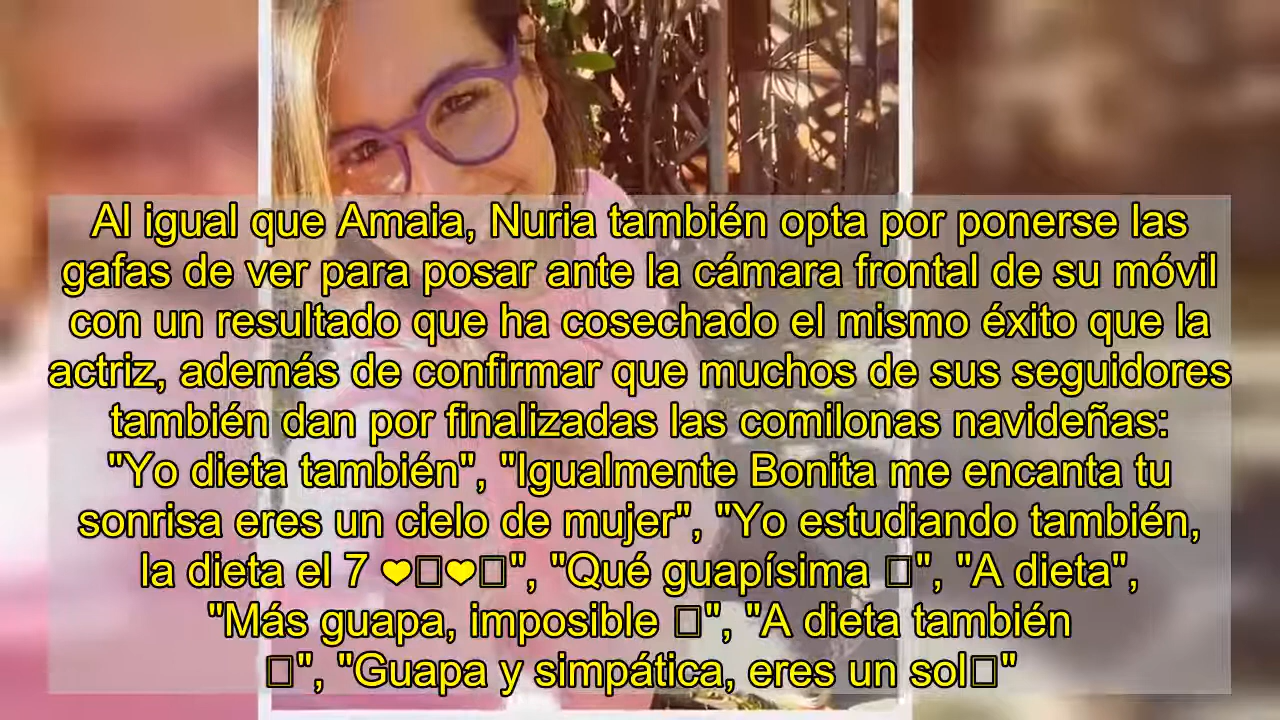 Al igual que Amaia, Nuria también opta por ponerse las
gafas de ver para posar ante la cámara frontal de su móvil
con un resultado que ha cosechado el mismo éxito que la
actriz, además de confirmar que muchos de sus seguidores
también dan por finalizadas las comilonas navideñas:
"Yo dieta también", "Igualmente Bonita me encanta tu
sonrisa eres un cielo de mujer", "Yo estudiando también,
la dieta el 7 ❤□❤□", "Qué guapísima □", "A dieta",
"Más guapa, imposible □", "A dieta también
□", "Guapa y simpática, eres un sol□"